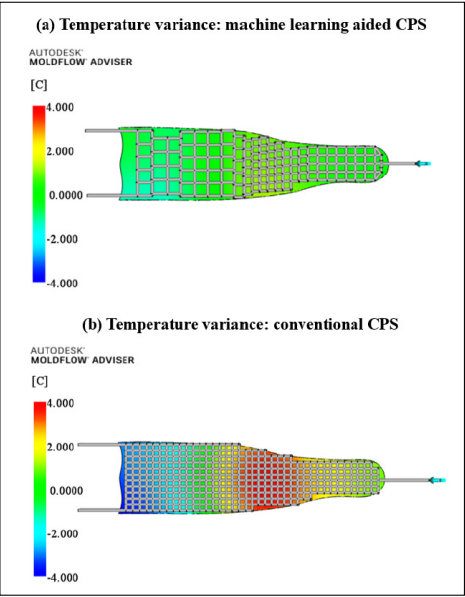 (a) Temperature variance: machine learning aided CPS
AUTODESK®
MOLDFLOW® ADVISER
[C]
4.000
2.000
0.0000
-2.000
-4.000
(b) Temperature variance: conventional CPS
AUTODESK®
MOLDFLOW® ADVISER
[C]
4.000
2.000
0.0000
-2.000
-4.000